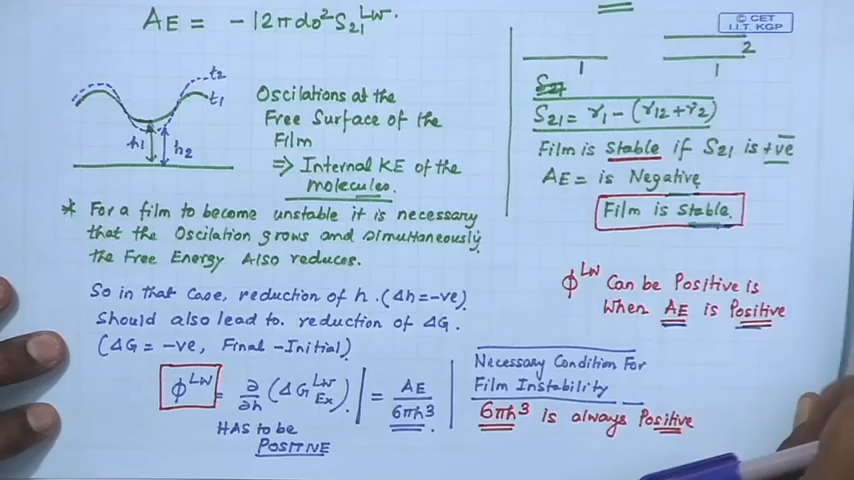 AE = -12πdo²S21^LW.
© CET
I.I.T. KGP
t2
t1
h1
h2
Oscilations at the
Free Surface of the
Film
⇒ Internal KE of the
molecules.
* For a film to become unstable it is necessary
that the Oscilation grows and simultaneously
the Free Energy Also reduces.
So in that case, reduction of h. (Δh = -ve)
Should also lead to reduction of ΔG.
(ΔG = -ve, Final - Initial)
ϕ^LW = ∂/∂h (ΔG^LW_Ex) | = AE/6πh³.
HAS to be
POSITIVE
1
2
1
S21
S21 = γ1 - (γ12 + γ2)
Film is Stable if S21 is +ve
AE = is Negative
Film is Stable.
ϕ^LW Can be Positive is
When AE is Positive
Necessary Condition For
Film Instability
6πh³ is always Positive